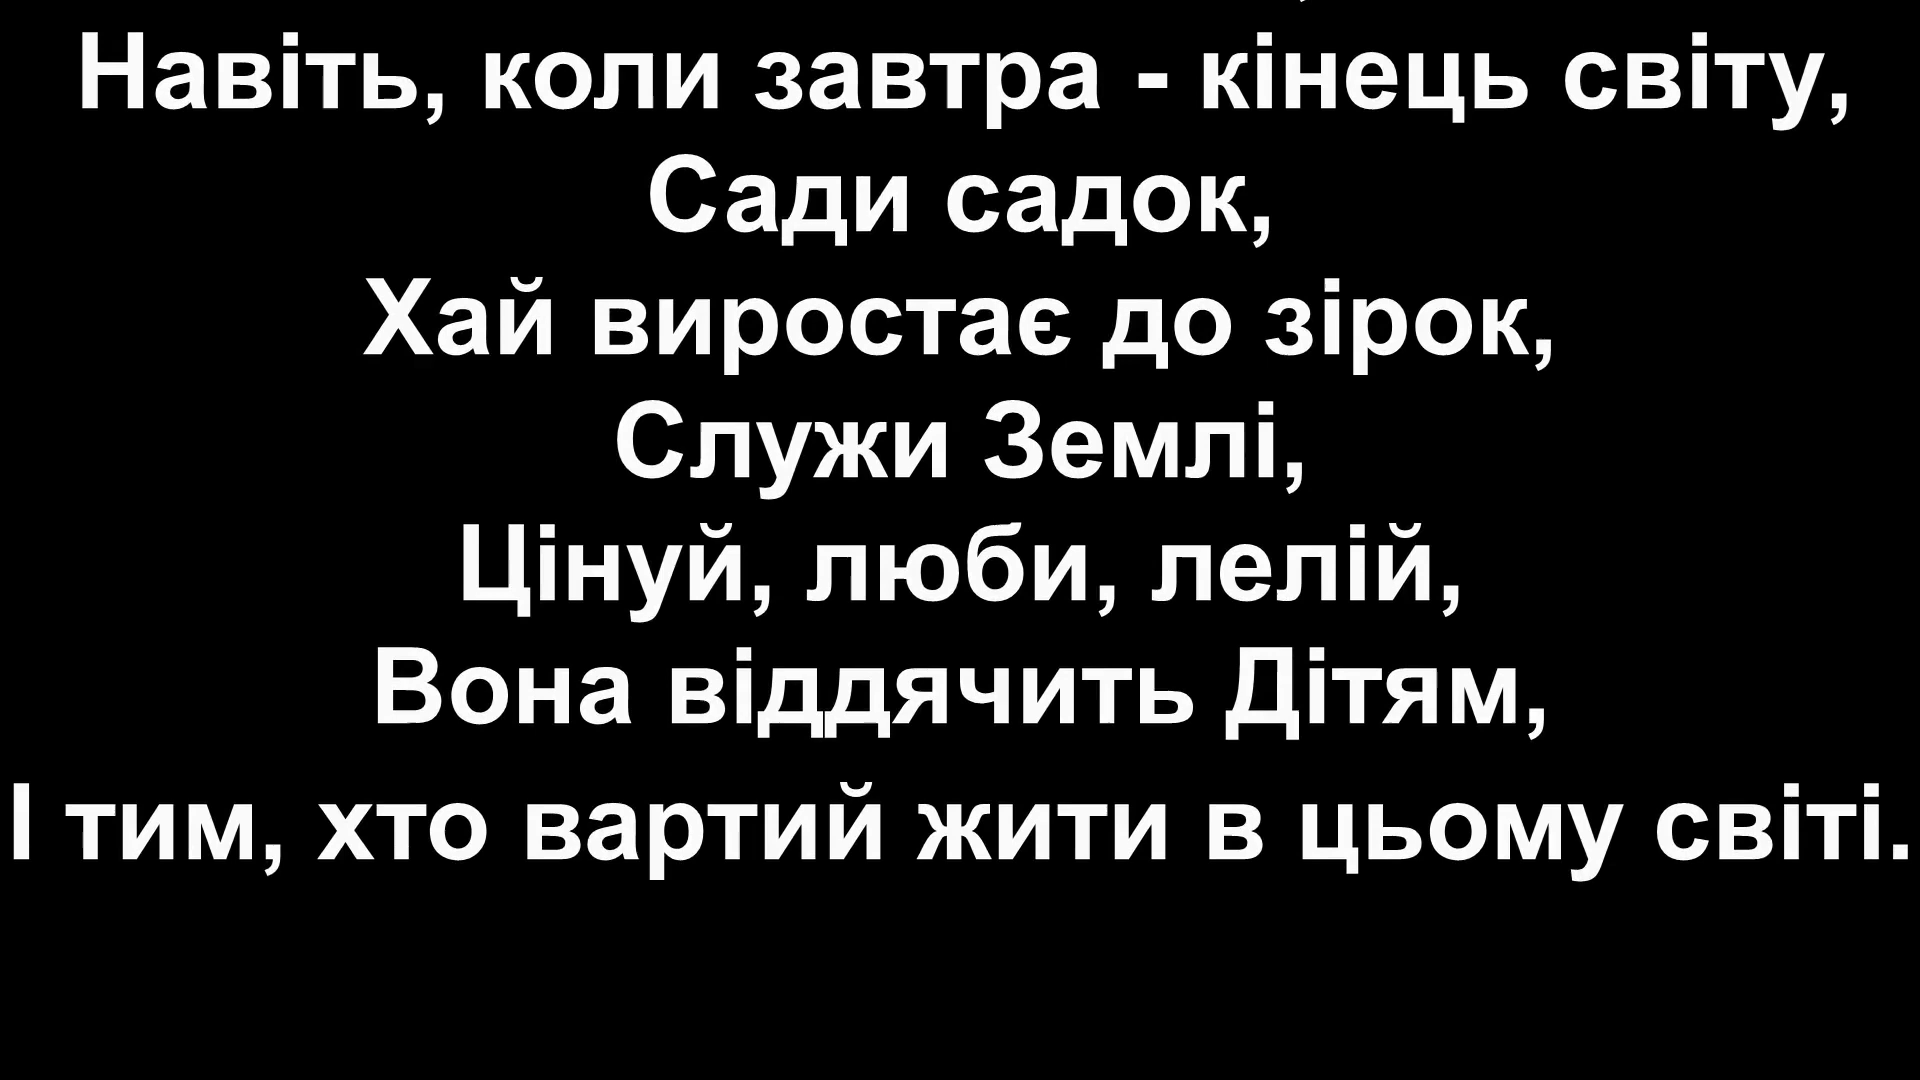 Навіть, коли завтра - кінець світу,
Сади садок,
Хай виростає до зірок,
Служи Землі,
Цінуй, люби, лелій,
Вона віддячить Дітям,
І тим, хто вартий жити в цьому світі.